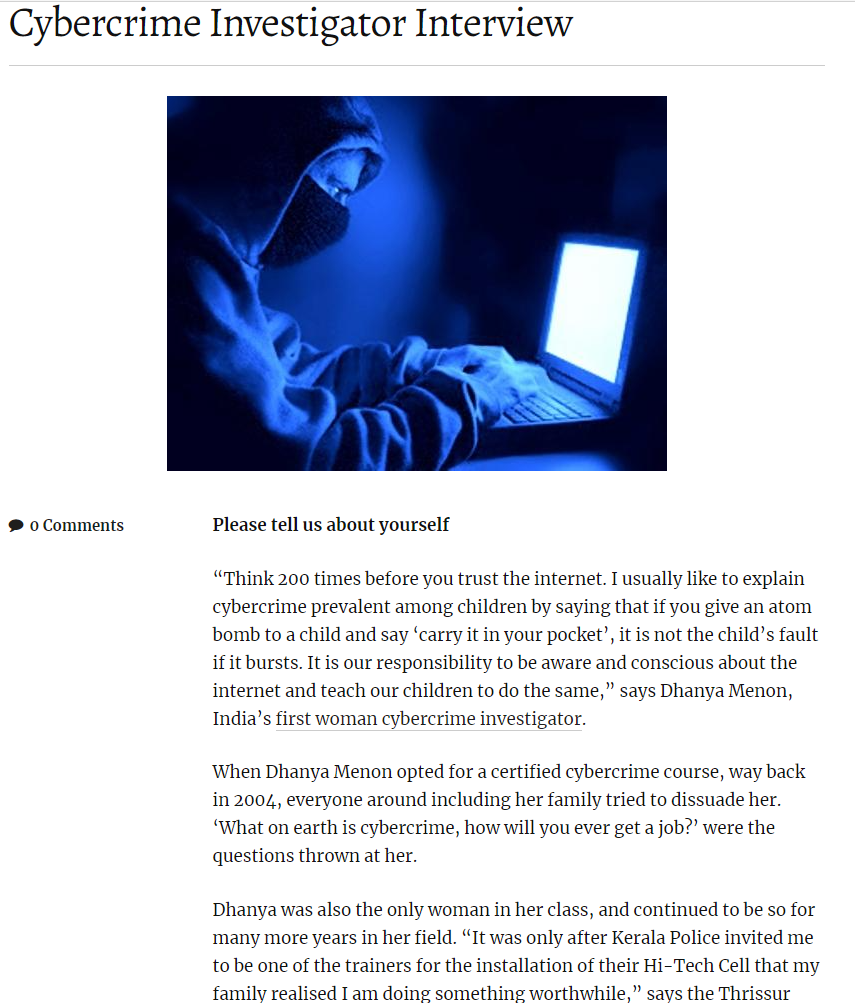 Cybercrime Investigator Interview
0 Comments
Please tell us about yourself
“Think 200 times before you trust the internet. I usually like to explain
cybercrime prevalent among children by saying that if you give an atom
bomb to a child and say ‘carry it in your pocket’, it is not the child’s fault
if it bursts. It is our responsibility to be aware and conscious about the
internet and teach our children to do the same,” says Dhanya Menon,
India’s first woman cybercrime investigator.
When Dhanya Menon opted for a certified cybercrime course, way back
in 2004, everyone around including her family tried to dissuade her.
‘What on earth is cybercrime, how will you ever get a job?’ were the
questions thrown at her.
Dhanya was also the only woman in her class, and continued to be so for
many more years in her field. “It was only after Kerala Police invited me
to be one of the trainers for the installation of their Hi-Tech Cell that my
family realised I am doing something worthwhile,” says the Thrissur